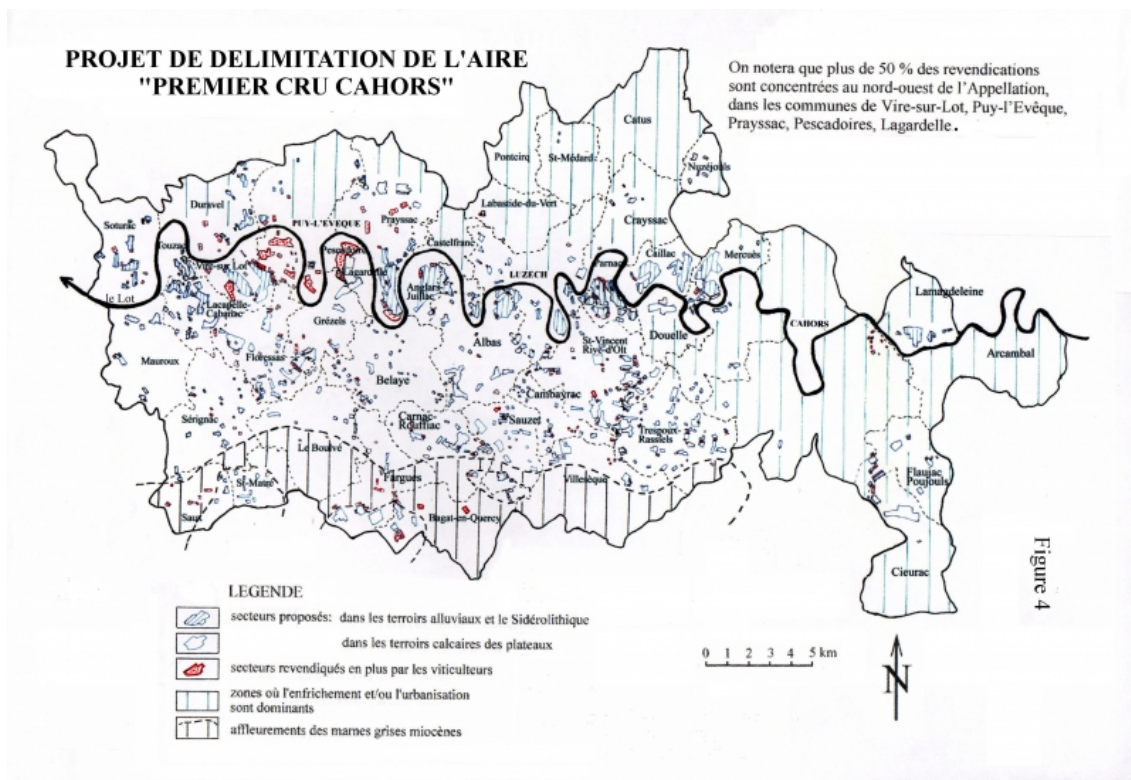 PROJET DE DELIMITATION DE L'AIRE
"PREMIER CRU CAHORS"
On notera que plus de 50 % des revendications
sont concentrées au nord-ouest de l'Appellation,
dans les communes de Vire-sur-Lot, Puy-l'Evêque,
Prayssac, Pescadoires, Lagardelle.
Catus
Pontcirq
St-Médard
Nuzéjouls
Duravel
Labastide-du-Vert
Soturac
PUY-L'EVEQUE
Prayssac
Crayssac
Touzac
Castelfranc
Pescadoires
Parnac
Caillac
Mercuès
Vire-sur Lot
Lagardelle
LUZECH
Anglars
Juillac
Lamagdeleine
le Lot
Lacapelle
Cabanac
Grézels
CAHORS
Albas
St-Vincent
Rive-d'Olt
Douelle
Arcambal
Mauroux
Floressas
Belaye
Cambayrac
Sérignac
Carnac
Rouffiac
Sauzet
Trespoux-
Rassiels
Le Boulvé
St-Matré
Fargues
Villesèque
Flaujac
Poujouls
Saux
Bagat-en-Quercy
Cieurac
Figure 4
LEGENDE
secteurs proposés: dans les terroirs alluviaux et le Sidérolithique
dans les terroirs calcaires des plateaux
secteurs revendiqués en plus par les viticulteurs
zones où l'enfrichement et/ou l'urbanisation
sont dominants
affleurements des marnes grises miocènes
0 1 2 3 4 5 km
N